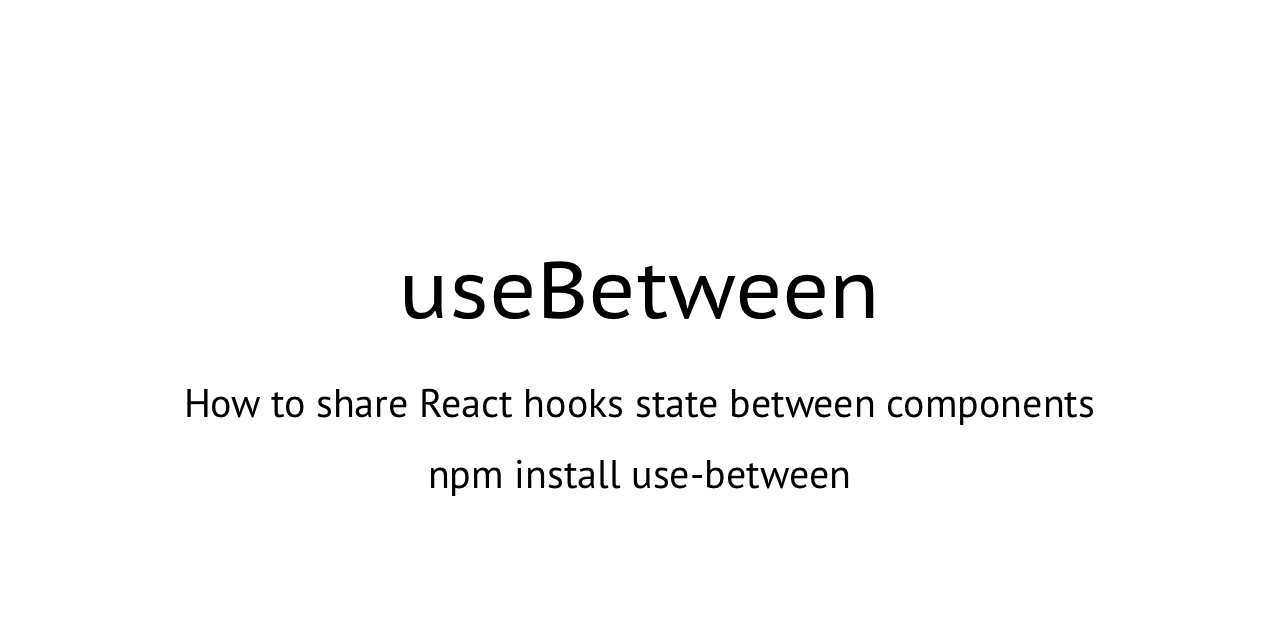 useBetween
How to share React hooks state between components
npm install use-between